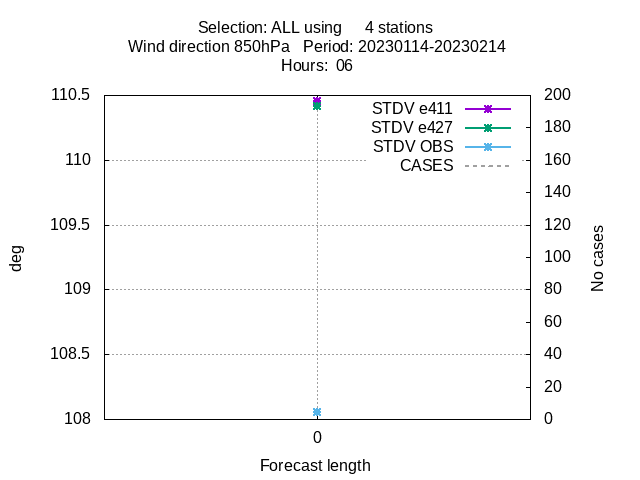 Selection: ALL using     4 stations
Wind direction 850hPa   Period: 20230114-20230214
Hours:  06
110.5
110
109.5
109
108.5
108
200
180
160
140
120
100
80
60
40
20
0
STDV e411
STDV e427
STDV OBS
CASES
deg
No cases
0
Forecast length